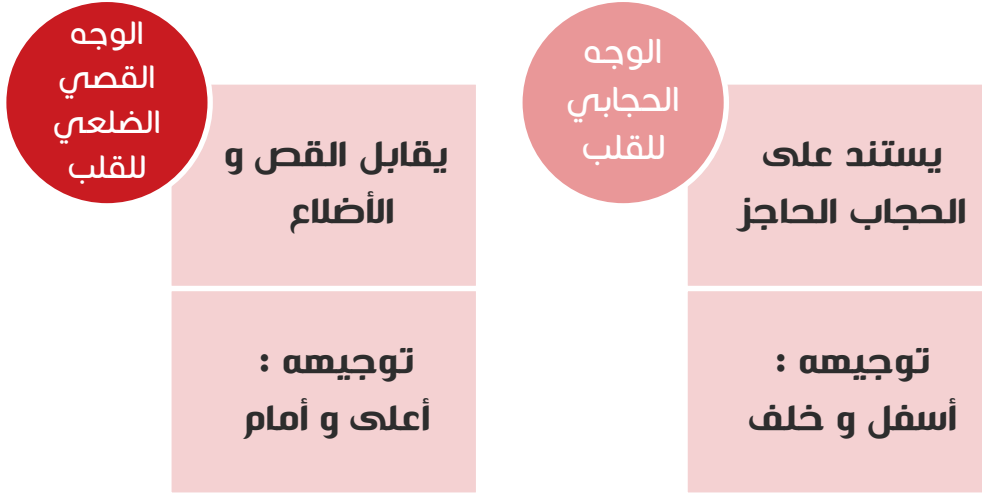 الوجه
الحجابي
للقلب
يستند على
الحجاب الحاجز
توجيهه :
أسفل و خلف
الوجه
القصي
الضلعي
للقلب
يقابل القص و
الأضلاع
توجيهه :
أعلى و أمام